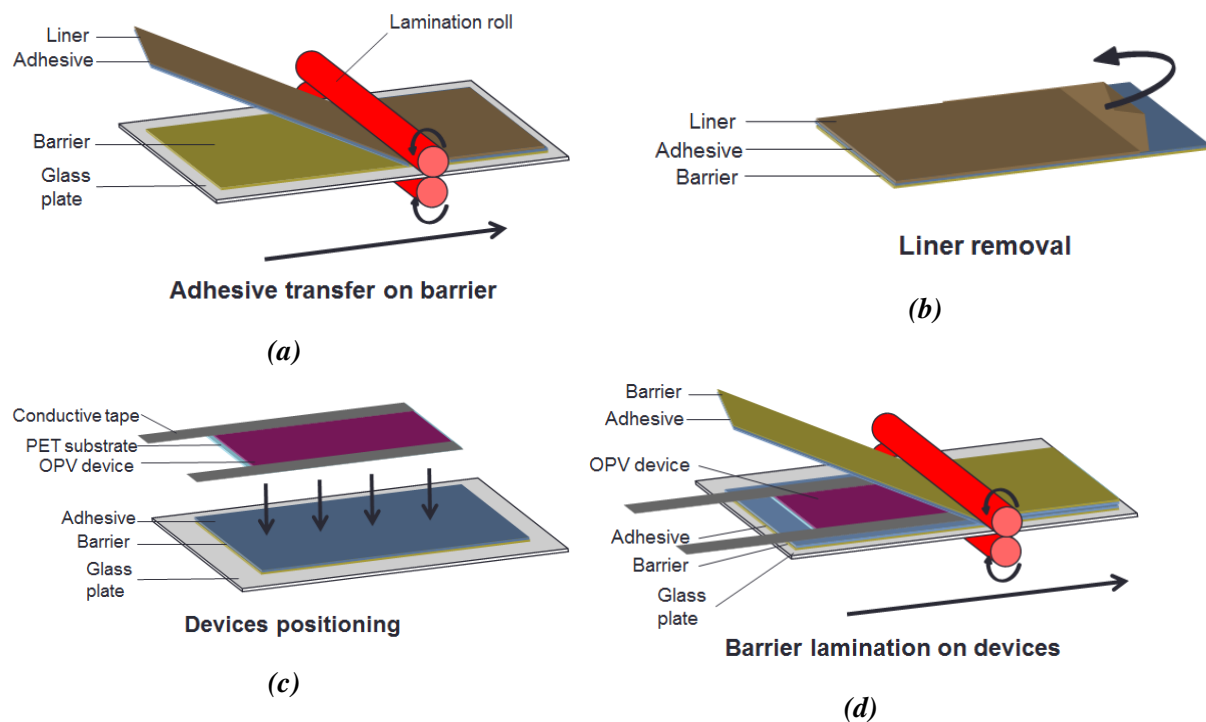 Lamination roll
Liner
Adhesive
Barrier
Glass
plate
Adhesive transfer on barrier
(a)
Liner
Adhesive
Barrier
Liner removal
(b)
Conductive tape
PET substrate
OPV device
Adhesive
Barrier
Glass
plate
Devices positioning
(c)
Barrier
Adhesive
OPV device
Adhesive
Barrier
Glass
plate
Barrier lamination on devices
(d)